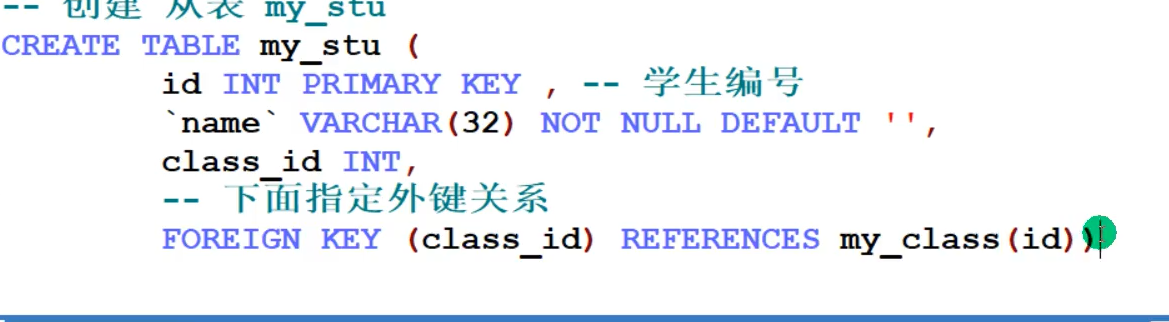 -- 创建 从表 my_stu
CREATE TABLE my_stu (
id INT PRIMARY KEY , -- 学生编号
`name` VARCHAR(32) NOT NULL DEFAULT '',
class_id INT,
-- 下面指定外键关系
FOREIGN KEY (class_id) REFERENCES my_class(id))